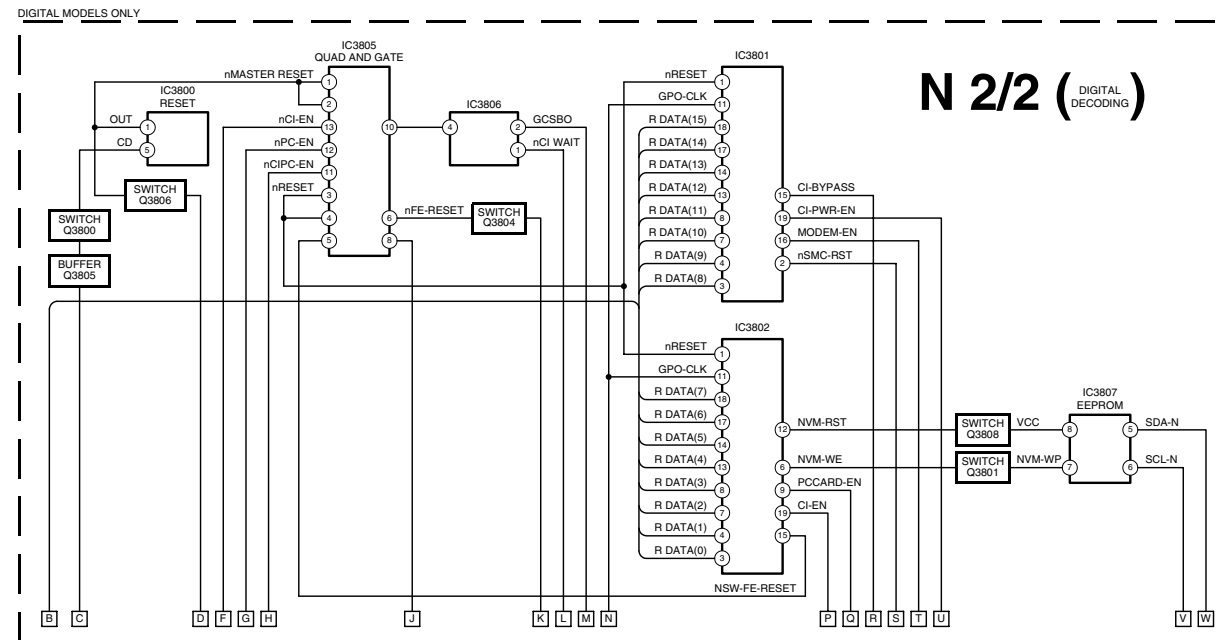 DIGITAL MODELS ONLY
N 2/2 ( DIGITAL DECODING )
IC3800
RESET
OUT
1
CD
5
SWITCH
Q3806
SWITCH
Q3800
BUFFER
Q3805
IC3805
QUAD AND GATE
nMASTER RESET
1
2
nCI-EN
13
nPC-EN
12
nCIPC-EN
11
nRESET
3
4
5
10
6
8
nFE-RESET
SWITCH
Q3804
IC3806
4
2
GCSBO
1
nCI WAIT
IC3801
nRESET
1
GPO-CLK
11
R DATA(15)
18
R DATA(14)
17
R DATA(13)
14
R DATA(12)
13
R DATA(11)
8
R DATA(10)
7
R DATA(9)
4
R DATA(8)
3
15
CI-BYPASS
19
CI-PWR-EN
16
MODEM-EN
2
nSMC-RST
IC3802
nRESET
1
GPO-CLK
11
R DATA(7)
18
R DATA(6)
17
R DATA(5)
14
R DATA(4)
13
R DATA(3)
8
R DATA(2)
7
R DATA(1)
4
R DATA(0)
3
12
NVM-RST
6
NVM-WE
9
PCCARD-EN
19
CI-EN
15
NSW-FE-RESET
SWITCH
Q3808
VCC
SWITCH
Q3801
NVM-WP
IC3807
EEPROM
8
7
5
SDA-N
6
SCL-N
B C D F G H J K L M N P Q R S T U V W